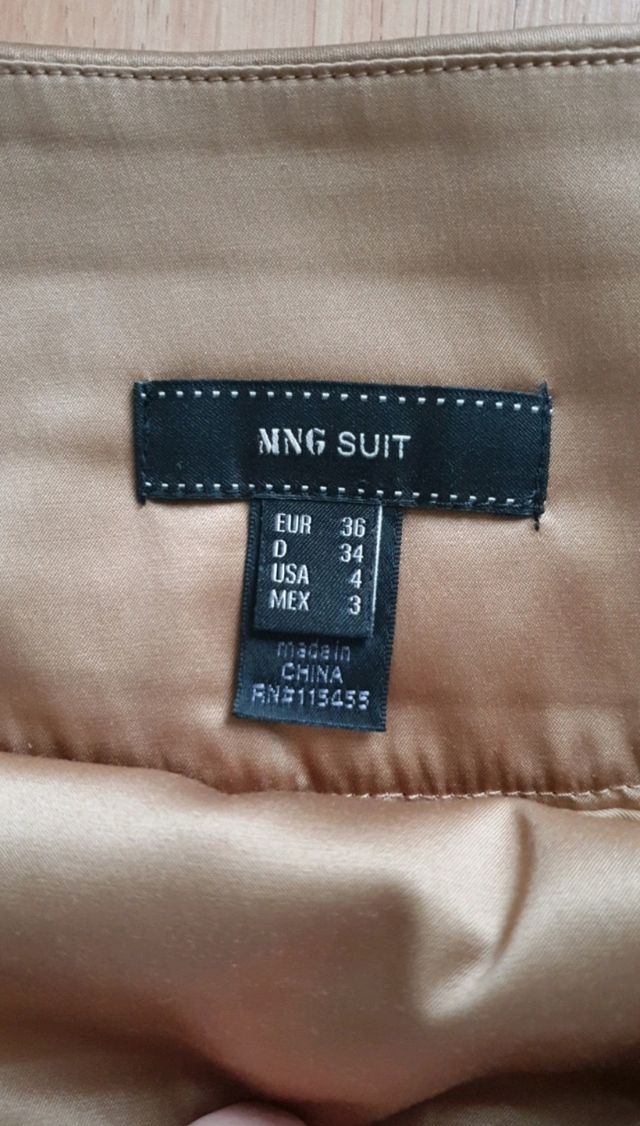 MNG SUIT
EUR 36
D 34
USA 4
MEX 3
made in
CHINA
RN#115455